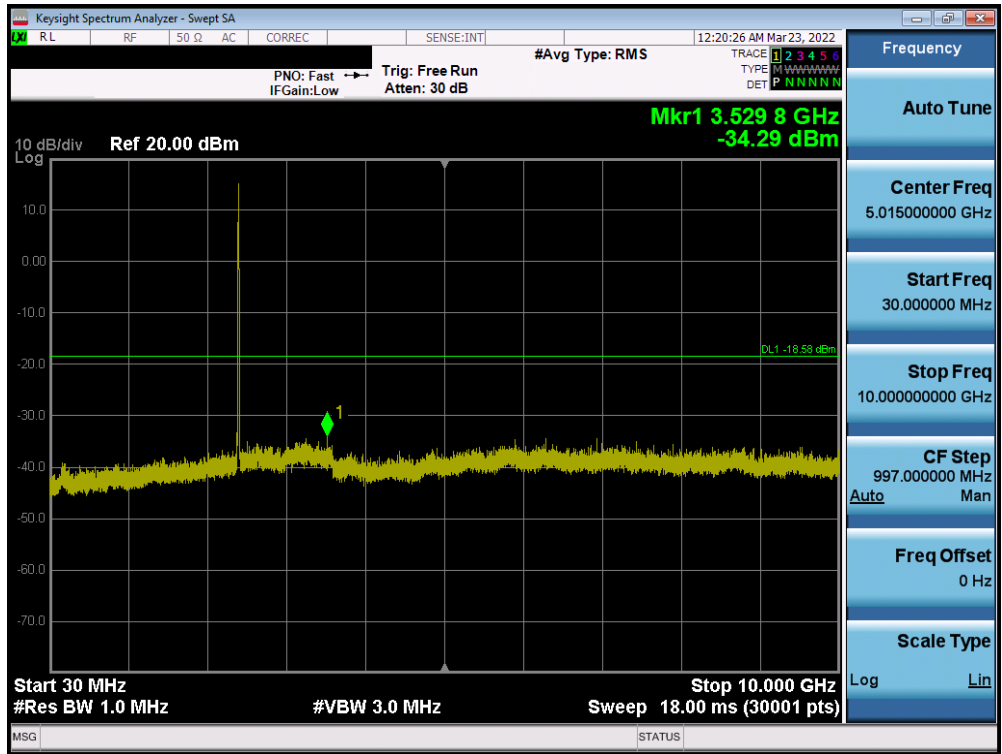 Keysight Spectrum Analyzer - Swept SA
LXI RL RF 50 Ω AC CORREC SENSE:INT 12:20:26 AM Mar 23, 2022
#Avg Type: RMS TRACE 1 2 3 4 5 6
PNO: Fast Trig: Free Run TYPE M W W W W W
IFGain:Low Atten: 30 dB DET P N N N N N
Mkr1 3.529 8 GHz
-34.29 dBm
10 dB/div Ref 20.00 dBm
Log
10.0
0.00
-10.0
DL1 -18.58 dBm
-20.0
-30.0
1
-40.0
-50.0
-60.0
-70.0
Start 30 MHz Stop 10.000 GHz
#Res BW 1.0 MHz #VBW 3.0 MHz Sweep 18.00 ms (30001 pts)
MSG STATUS
Frequency
Auto Tune
Center Freq
5.015000000 GHz
Start Freq
30.000000 MHz
Stop Freq
10.000000000 GHz
CF Step
997.000000 MHz
Auto Man
Freq Offset
0 Hz
Scale Type
Log Lin